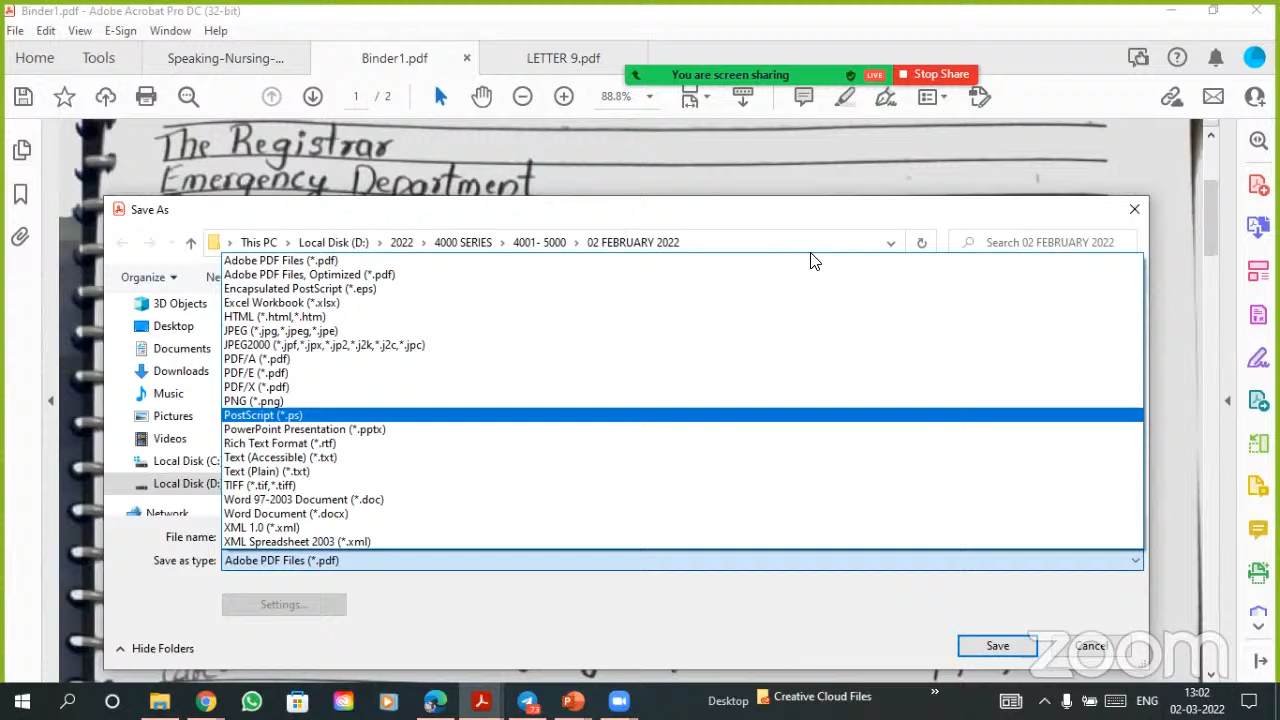 Binder1.pdf - Adobe Acrobat Pro DC (32-bit)
File Edit View E-Sign Window Help
Home Tools Speaking-Nursing-... Binder1.pdf × LETTER 9.pdf
You are screen sharing LIVE Stop Share
1 / 2 88.8%
The Registrar
Emergency Department
Save As
This PC > Local Disk (D:) > 2022 > 4000 SERIES > 4001- 5000 > 02 FEBRUARY 2022 Search 02 FEBRUARY 2022
Organize Ne
Adobe PDF Files (*.pdf)
Adobe PDF Files, Optimized (*.pdf)
Encapsulated PostScript (*.eps)
Excel Workbook (*.xlsx)
HTML (*.html,*.htm)
JPEG (*.jpg,*.jpeg,*.jpe)
JPEG2000 (*.jpf,*.jpx,*.jp2,*.j2k,*.j2c,*.jpc)
PDF/A (*.pdf)
PDF/E (*.pdf)
PDF/X (*.pdf)
PNG (*.png)
PostScript (*.ps)
PowerPoint Presentation (*.pptx)
Rich Text Format (*.rtf)
Text (Accessible) (*.txt)
Text (Plain) (*.txt)
TIFF (*.tif,*.tiff)
Word 97-2003 Document (*.doc)
Word Document (*.docx)
XML 1.0 (*.xml)
XML Spreadsheet 2003 (*.xml)
3D Objects
Desktop
Documents
Downloads
Music
Pictures
Videos
Local Disk (C:
Local Disk (D:
Network
File name:
Save as type: Adobe PDF Files (*.pdf)
Settings...
Hide Folders Save Cancel
zoom
73 Desktop Creative Cloud Files » ENG 13:02
02-03-2022